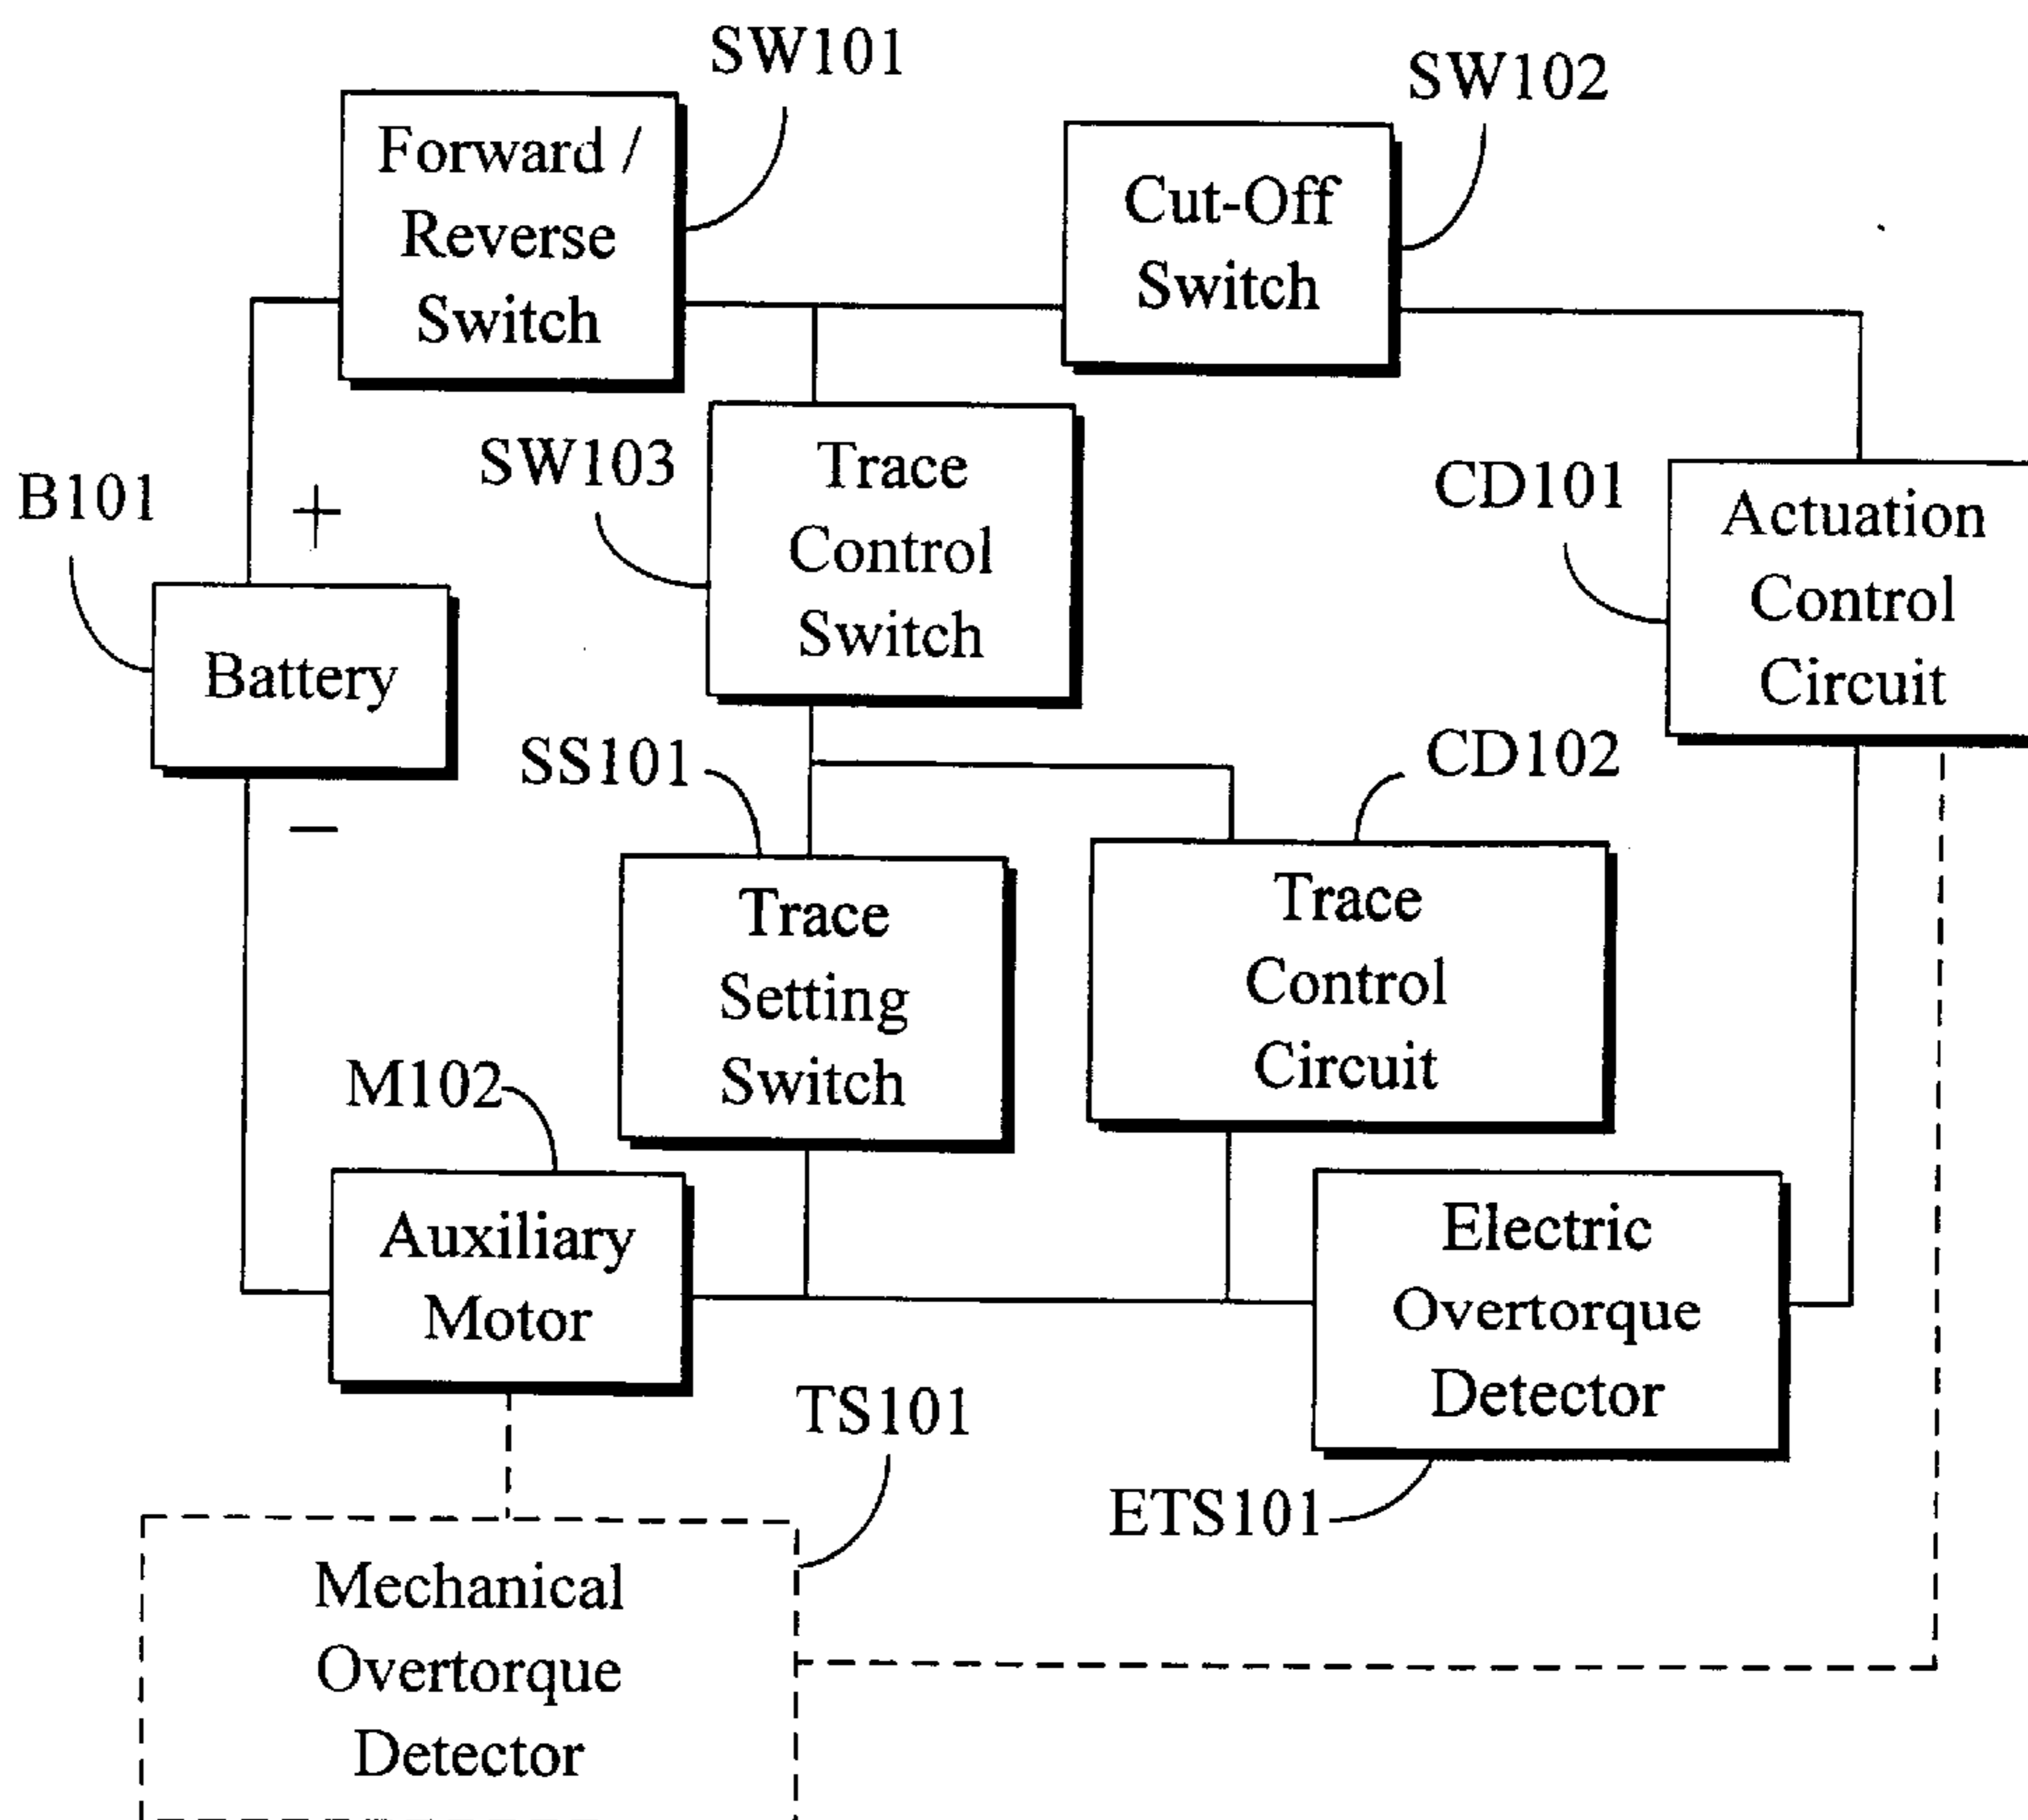 SW101
SW102
Forward /
Reverse
Switch
Cut-Off
Switch
SW103
Trace
Control
Switch
B101
+
CD101
Actuation
Control
Circuit
Battery
−
SS101
CD102
Trace
Setting
Switch
Trace
Control
Circuit
M102
Auxiliary
Motor
Electric
Overtorque
Detector
TS101
ETS101
Mechanical
Overtorque
Detector